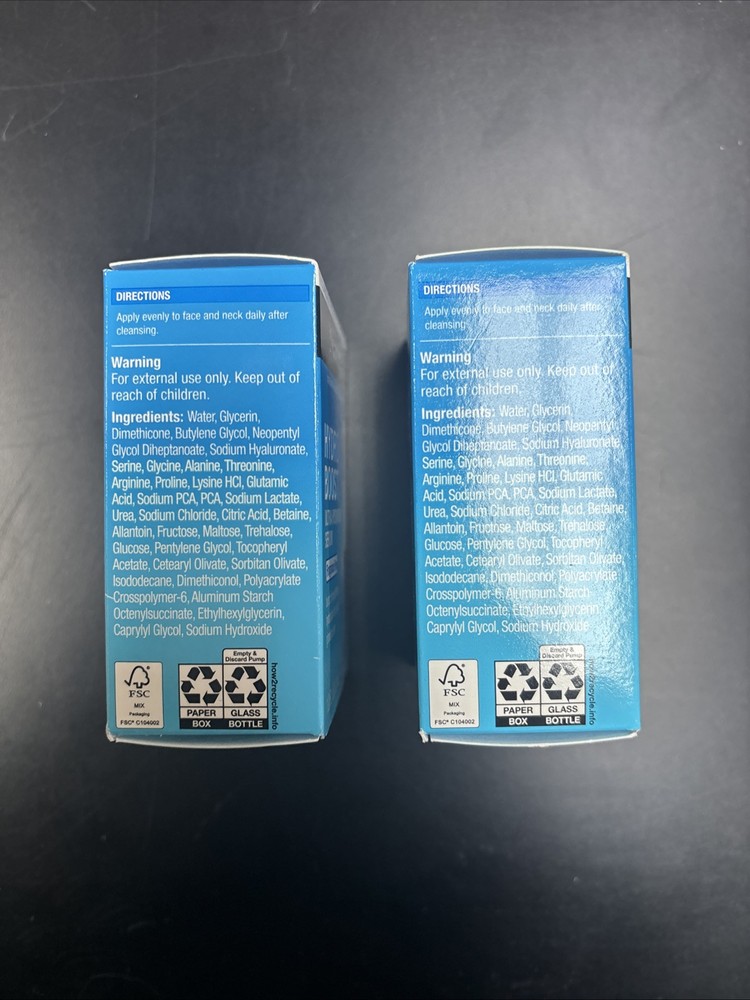 DIRECTIONS
Apply evenly to face and neck daily after
cleansing.
Warning
For external use only. Keep out of
reach of children.
Ingredients: Water, Glycerin,
Dimethicone, Butylene Glycol, Neopentyl
Glycol Diheptanoate, Sodium Hyaluronate,
Serine, Glycine, Alanine, Threonine,
Arginine, Proline, Lysine HCl, Glutamic
Acid, Sodium PCA, PCA, Sodium Lactate,
Urea, Sodium Chloride, Citric Acid, Betaine,
Allantoin, Fructose, Maltose, Trehalose,
Glucose, Pentylene Glycol, Tocopheryl
Acetate, Cetearyl Olivate, Sorbitan Olivate,
Isododecane, Dimethiconol, Polyacrylate
Crosspolymer-6, Aluminum Starch
Octenylsuccinate, Ethylhexylglycerin,
Caprylyl Glycol, Sodium Hydroxide
FSC
MIX
Packaging
FSC® C104002
Empty &
Discard Pump
PAPER GLASS
BOX BOTTLE
how2recycle.info
DIRECTIONS
Apply evenly to face and neck daily after
cleansing.
Warning
For external use only. Keep out of
reach of children.
Ingredients: Water, Glycerin,
Dimethicone, Butylene Glycol, Neopentyl
Glycol Diheptanoate, Sodium Hyaluronate,
Serine, Glycine, Alanine, Threonine,
Arginine, Proline, Lysine HCl, Glutamic
Acid, Sodium PCA, PCA, Sodium Lactate,
Urea, Sodium Chloride, Citric Acid, Betaine,
Allantoin, Fructose, Maltose, Trehalose,
Glucose, Pentylene Glycol, Tocopheryl
Acetate, Cetearyl Olivate, Sorbitan Olivate,
Isododecane, Dimethiconol, Polyacrylate
Crosspolymer-6, Aluminum Starch
Octenylsuccinate, Ethylhexylglycerin,
Caprylyl Glycol, Sodium Hydroxide
FSC
MIX
Packaging
FSC® C104002
Empty &
Discard Pump
PAPER GLASS
BOX BOTTLE
how2recycle.info